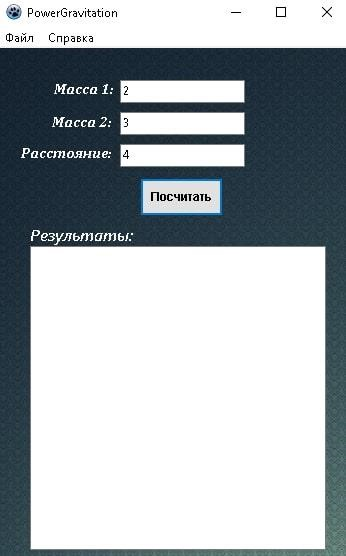 PowerGravitation
Файл Справка
Масса 1: 2
Масса 2: 3
Расстояние: 4
Посчитать
Результаты: